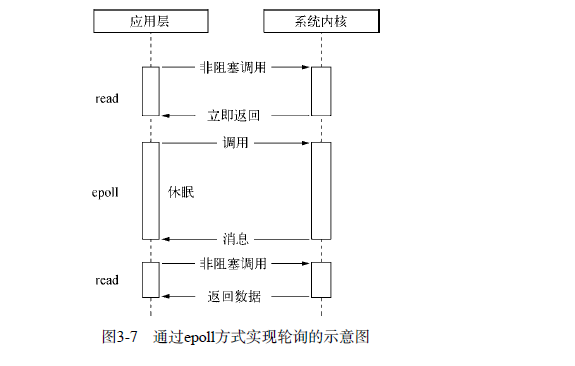 应用层 系统内核
非阻塞调用
read
立即返回
调用
epoll 休眠
消息
非阻塞调用
read
返回数据
图3-7 通过epoll方式实现轮询的示意图